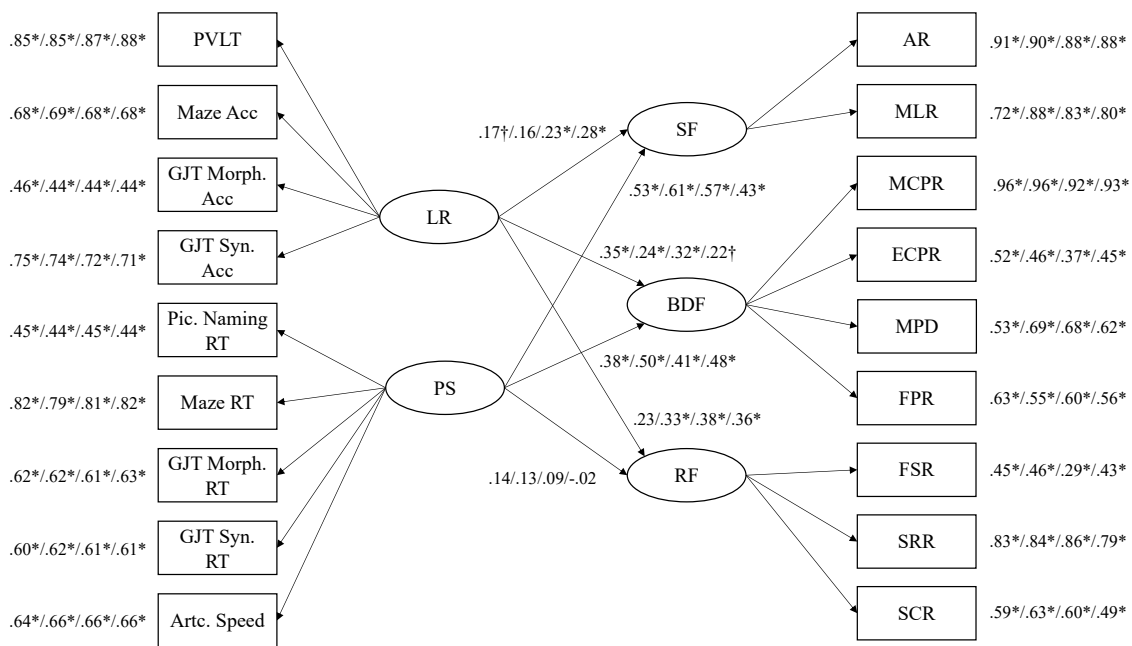 .85*/.85*/.87*/.88*
PVLT
.68*/.69*/.68*/.68*
Maze Acc
.46*/.44*/.44*/.44*
GJT Morph.
Acc
.75*/.74*/.72*/.71*
GJT Syn.
Acc
.45*/.44*/.45*/.44*
Pic. Naming
RT
.82*/.79*/.81*/.82*
Maze RT
.62*/.62*/.61*/.63*
GJT Morph.
RT
.60*/.62*/.61*/.61*
GJT Syn.
RT
.64*/.66*/.66*/.66*
Artc. Speed
LR
PS
.17†/.16/.23*/.28*
.53*/.61*/.57*/.43*
.35*/.24*/.32*/.22†
.38*/.50*/.41*/.48*
.23/.33*/.38*/.36*
.14/.13/.09/-.02
SF
BDF
RF
AR
.91*/.90*/.88*/.88*
MLR
.72*/.88*/.83*/.80*
MCPR
.96*/.96*/.92*/.93*
ECPR
.52*/.46*/.37*/.45*
MPD
.53*/.69*/.68*/.62*
FPR
.63*/.55*/.60*/.56*
FSR
.45*/.46*/.29*/.43*
SRR
.83*/.84*/.86*/.79*
SCR
.59*/.63*/.60*/.49*